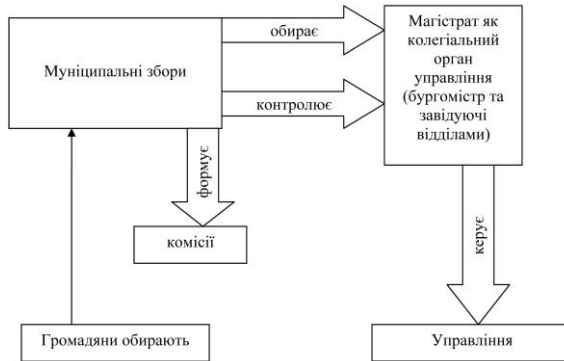 Муніципальні збори
обирає
контролює
Магістрат як
колегіальний
орган
управління
(бургомістр та
завідуючі
відділами)
формує
комісії
керує
Громадяни обирають
Управління